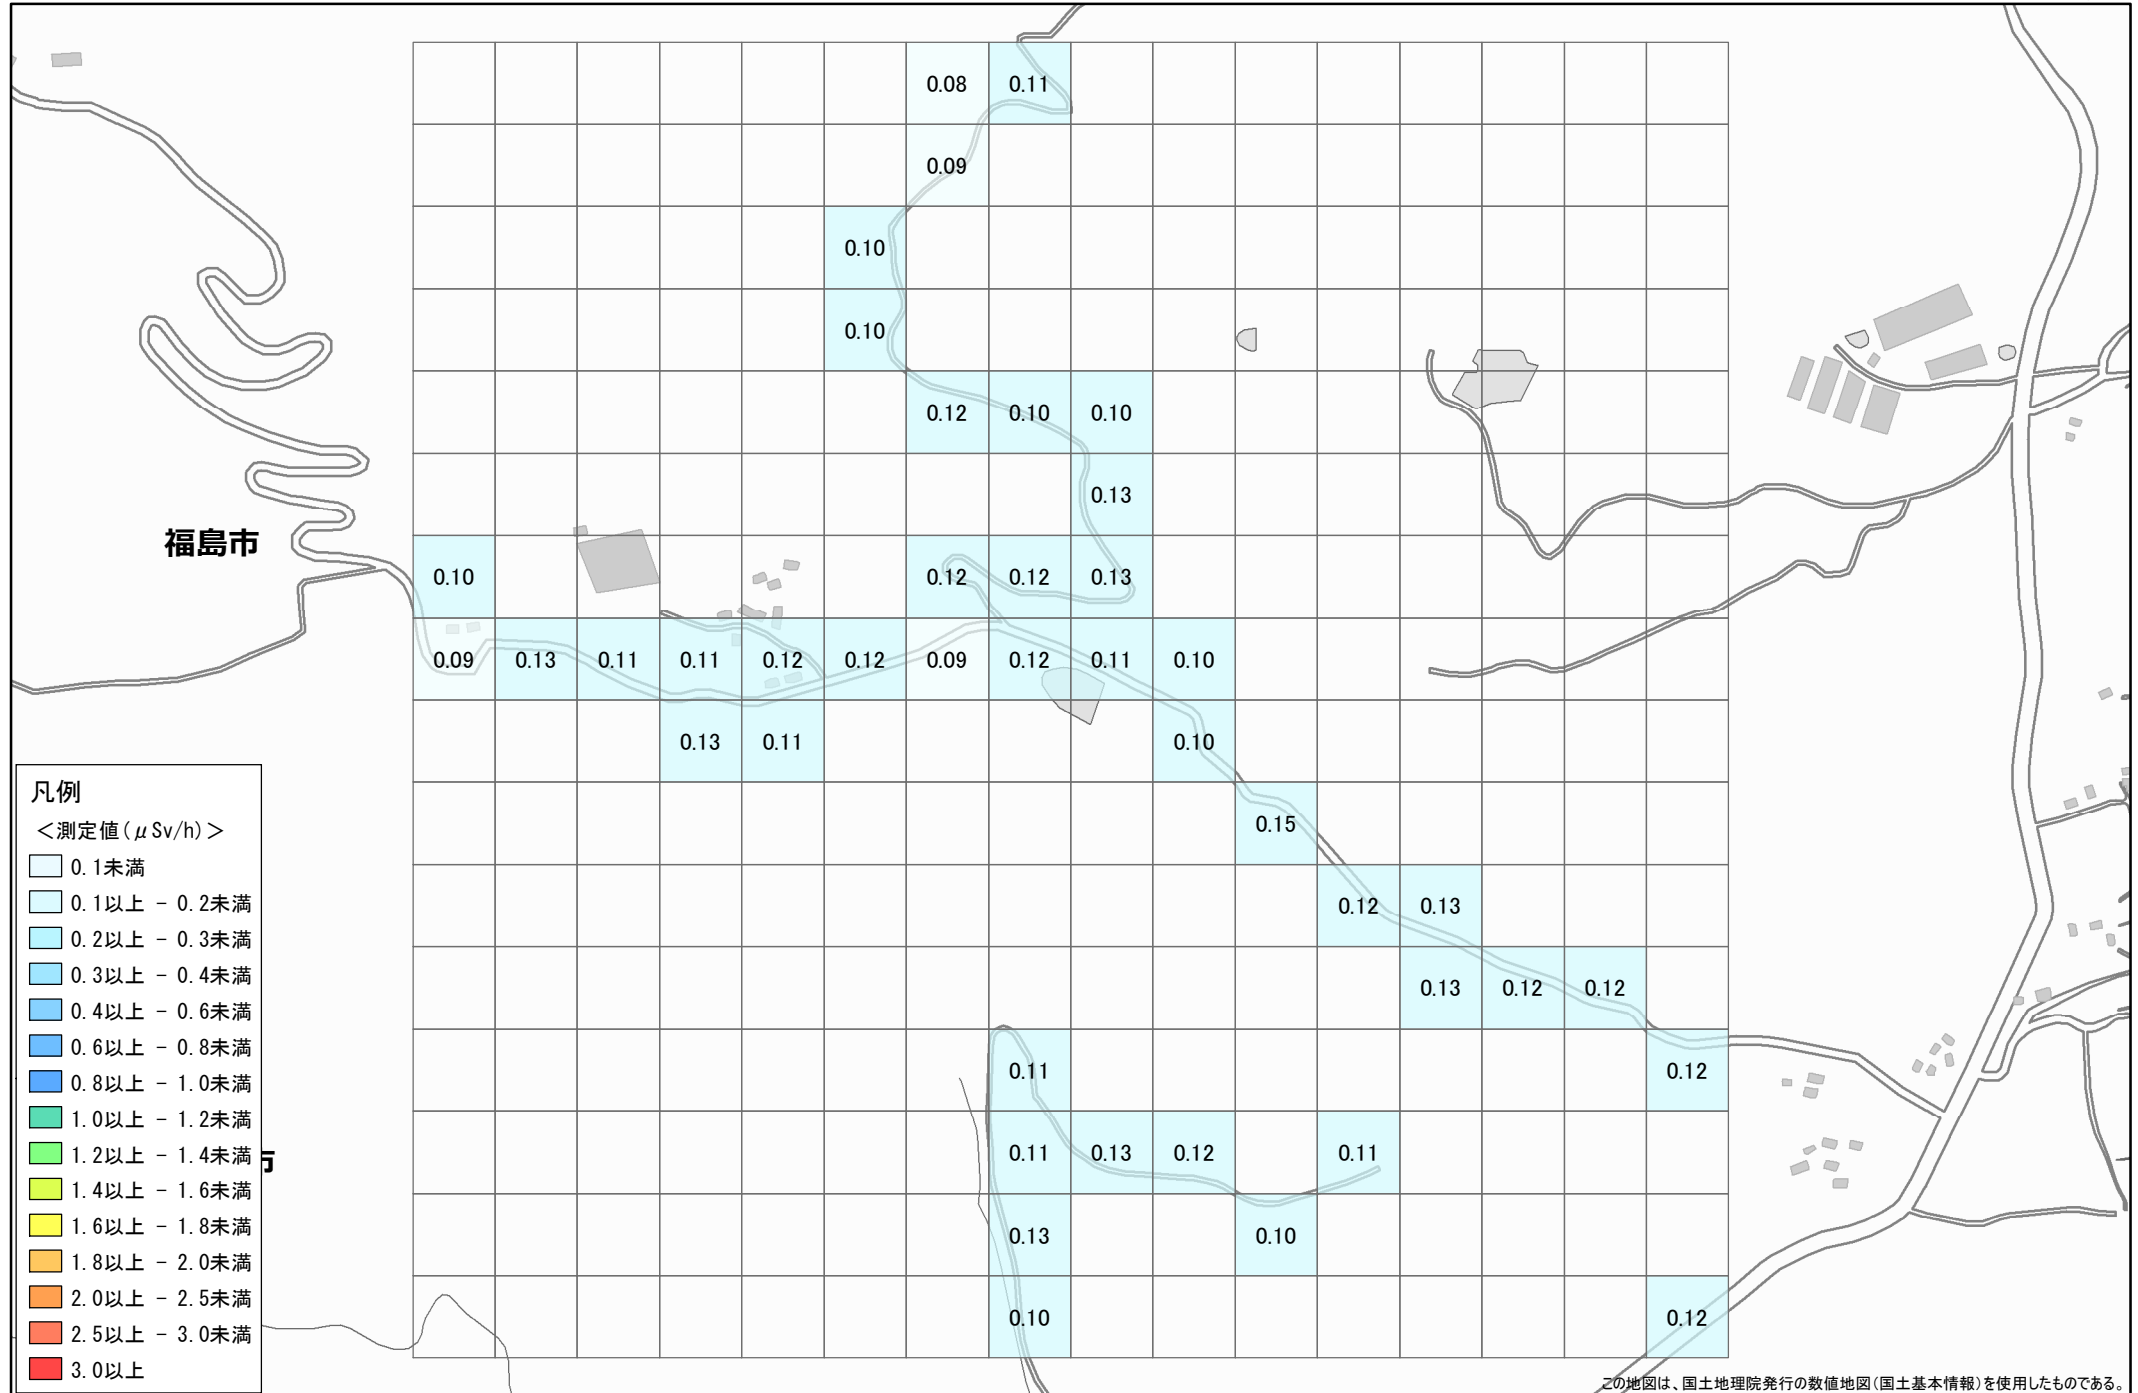 0.08 0.11
0.09
0.10
0.10
0.12 0.10 0.10
0.13
福島市
0.10 0.12 0.12 0.13
0.09 0.13 0.11 0.11 0.12 0.12 0.09 0.12 0.11 0.10
0.13 0.11 0.10
0.15
0.12 0.13
0.13 0.12 0.12
0.11 0.12
0.11 0.13 0.12 0.11
0.13 0.10
0.10 0.12
凡例
＜測定値(μSv/h)＞
0.1未満
0.1以上 － 0.2未満
0.2以上 － 0.3未満
0.3以上 － 0.4未満
0.4以上 － 0.6未満
0.6以上 － 0.8未満
0.8以上 － 1.0未満
1.0以上 － 1.2未満
1.2以上 － 1.4未満
1.4以上 － 1.6未満
1.6以上 － 1.8未満
1.8以上 － 2.0未満
2.0以上 － 2.5未満
2.5以上 － 3.0未満
3.0以上
この地図は、国土地理院発行の数値地図(国土基本情報)を使用したものである。